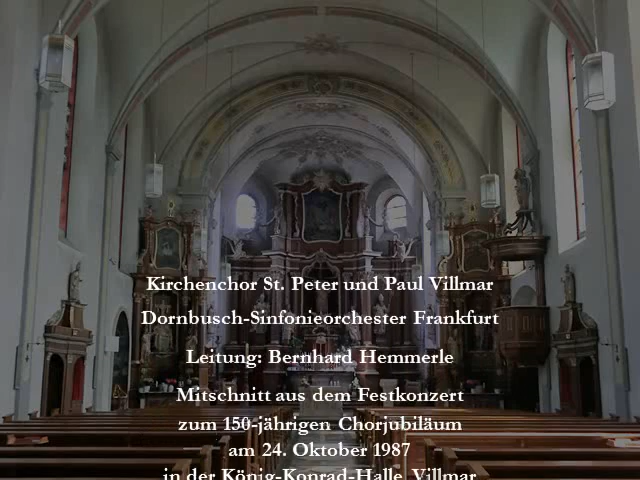 Kirchenchor St. Peter und Paul Villmar
Dornbusch-Sinfonieorchester Frankfurt
Leitung: Bernhard Hemmerle
Mitschnitt aus dem Festkonzert
zum 150-jährigen Chorjubiläum
am 24. Oktober 1987
in der König-Konrad-Halle, Villmar